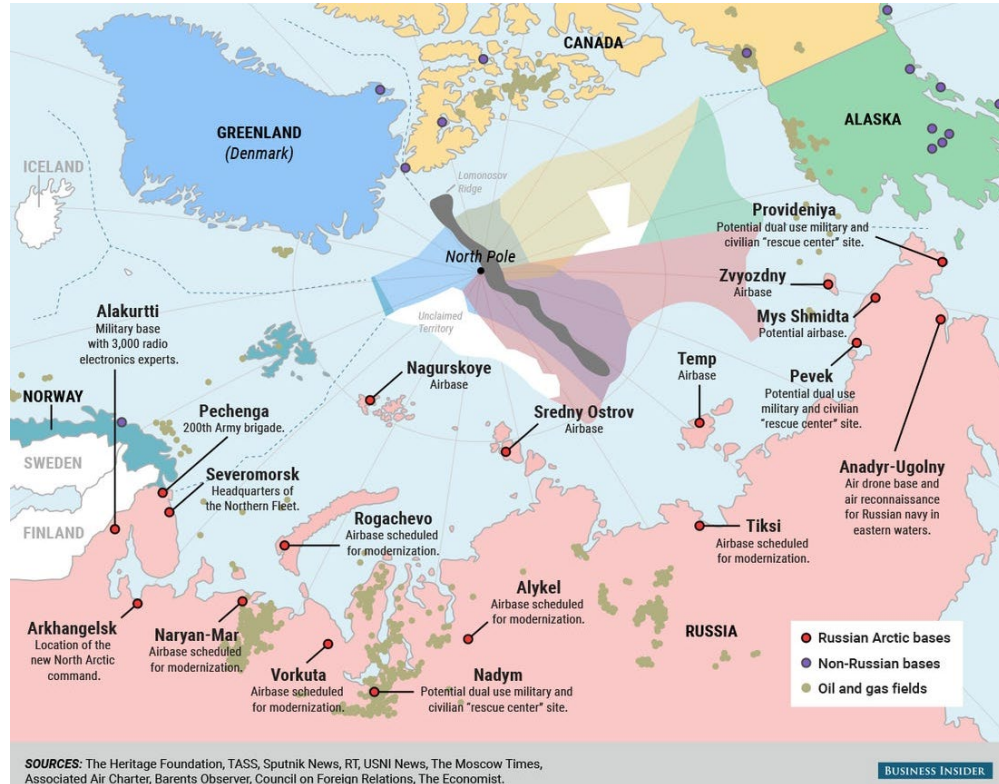 CANADA
GREENLAND
(Denmark)
ALASKA
ICELAND
Lomonosov
Ridge
North Pole
Provideniya
Potential dual use military and
civilian “rescue center” site.
Zvyozdny
Airbase
Mys Shmidta
Potential airbase.
Unclaimed
Territory
Alakurtti
Military base
with 3,000 radio
electronics experts.
Nagurskoye
Airbase
Temp
Airbase
Pevek
Potential dual use
military and civilian
“rescue center” site.
NORWAY
Pechenga
200th Army brigade.
Sredny Ostrov
Airbase
SWEDEN
Severomorsk
Headquarters of
the Northern Fleet.
Anadyr-Ugolny
Air drone base and
air reconnaissance
for Russian navy in
eastern waters.
FINLAND
Rogachevo
Airbase scheduled
for modernization.
Tiksi
Airbase scheduled
for modernization.
Alykel
Airbase scheduled
for modernization.
Arkhangelsk
Location of the
new North Arctic
command.
Naryan-Mar
Airbase scheduled
for modernization.
RUSSIA
Vorkuta
Airbase scheduled
for modernization.
Nadym
Potential dual use military and
civilian “rescue center” site.
Russian Arctic bases
Non-Russian bases
Oil and gas fields
SOURCES: The Heritage Foundation, TASS, Sputnik News, RT, USNI News, The Moscow Times,
Associated Air Charter, Barents Observer, Council on Foreign Relations, The Economist.
BUSINESS INSIDER